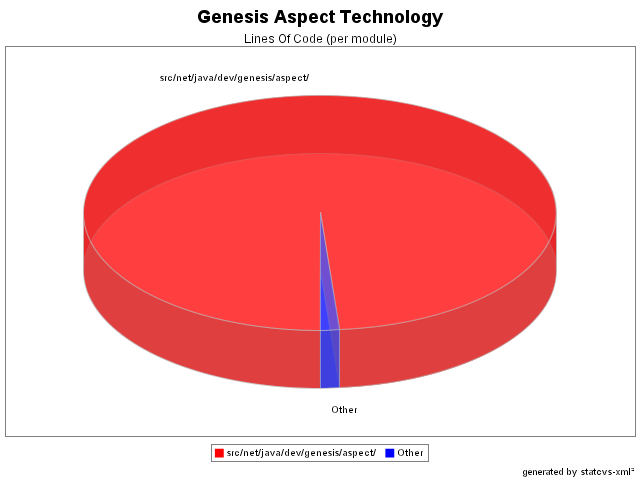 Genesis Aspect Technology
Lines Of Code (per module)
src/net/java/dev/genesis/aspect/
Other
src/net/java/dev/genesis/aspect/ Other
generated by statcvs-xml²